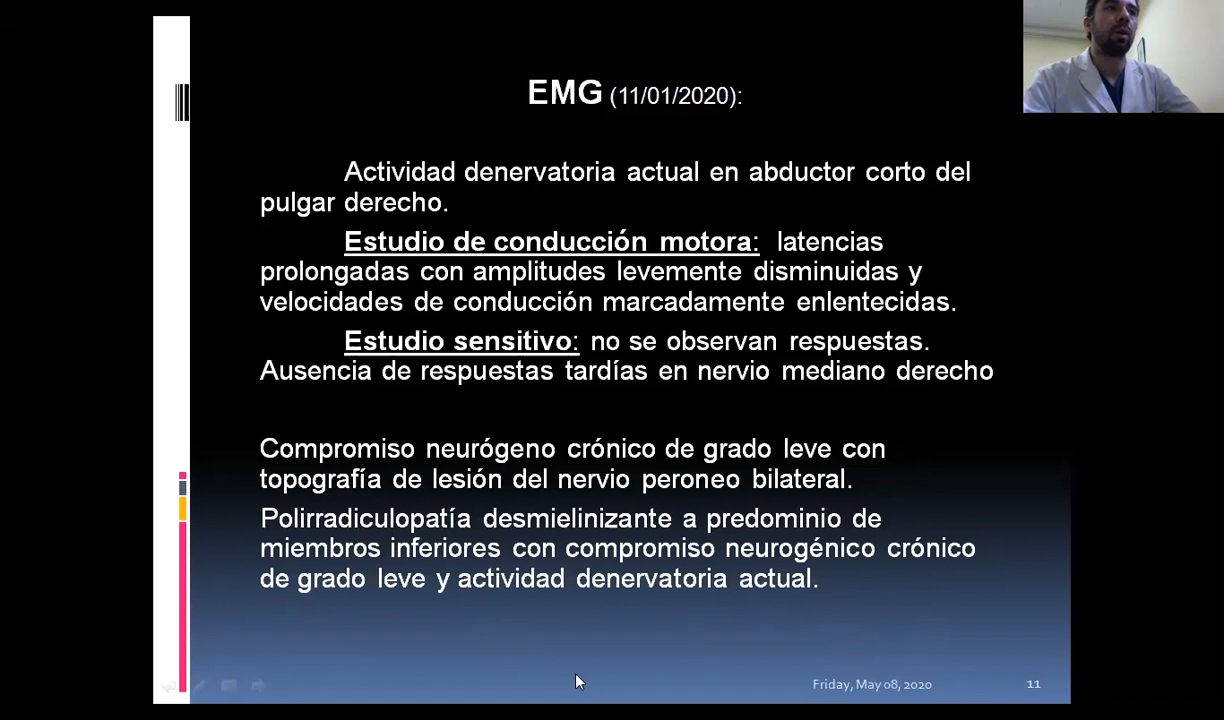 EMG (11/01/2020):
Actividad denervatoria actual en abductor corto del
pulgar derecho.
Estudio de conducción motora: latencias
prolongadas con amplitudes levemente disminuidas y
velocidades de conducción marcadamente enlentecidas.
Estudio sensitivo: no se observan respuestas.
Ausencia de respuestas tardías en nervio mediano derecho
Compromiso neurógeno crónico de grado leve con
topografía de lesión del nervio peroneo bilateral.
Polirradiculopatía desmielinizante a predominio de
miembros inferiores con compromiso neurogénico crónico
de grado leve y actividad denervatoria actual.
Friday, May 08, 2020
11